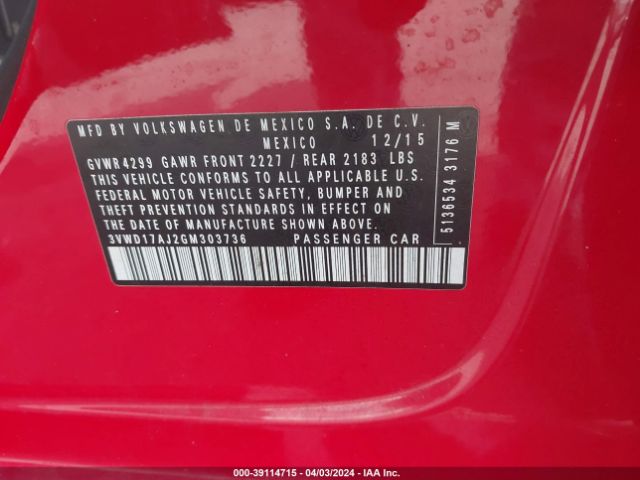 MFD BY VOLKSWAGEN DE MEXICO S.A. DE C.V.
MEXICO 12/15
GVWR 4299 GAWR FRONT 2227 / REAR 2183 LBS
THIS VEHICLE CONFORMS TO ALL APPLICABLE U.S.
FEDERAL MOTOR VEHICLE SAFETY, BUMPER AND
THEFT PREVENTION STANDARDS IN EFFECT ON
THE DATE OF MANUFACTURE SHOWN ABOVE.
3VWD17AJ2GM303736 PASSENGER CAR
5136534 3176 M
000-39114715 - 04/03/2024 - IAA Inc.